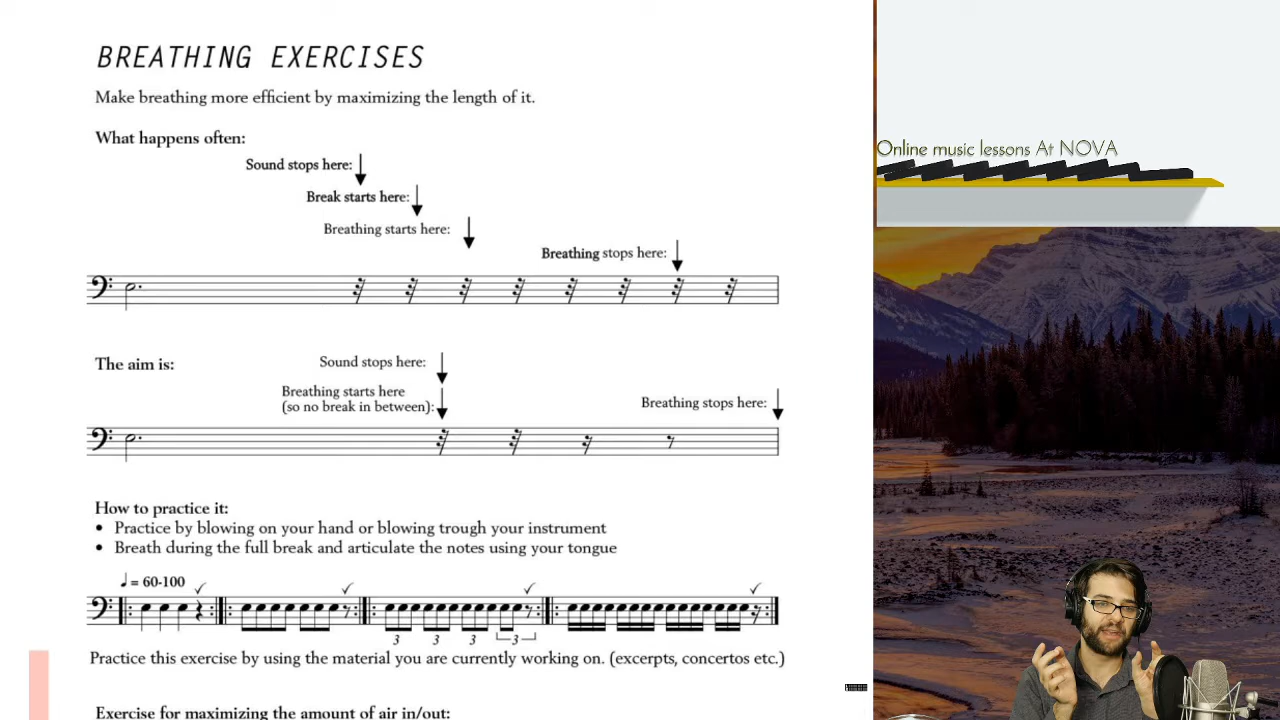 BREATHING EXERCISES
Make breathing more efficient by maximizing the length of it.
What happens often:
Sound stops here:
Break starts here:
Breathing starts here:
Breathing stops here:
The aim is:
Sound stops here:
Breathing starts here
(so no break in between):
Breathing stops here:
How to practice it:
• Practice by blowing on your hand or blowing trough your instrument
• Breath during the full break and articulate the notes using your tongue
♩ = 60-100
3 3 3 3
Practice this exercise by using the material you are currently working on. (excerpts, concertos etc.)
Exercise for maximizing the amount of air in/out:
Online music lessons At NOVA